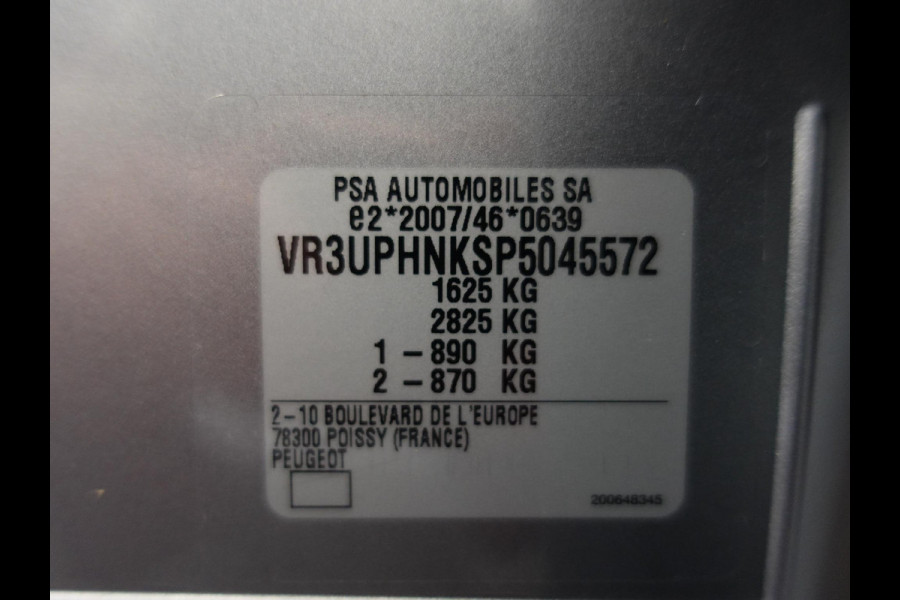 PSA AUTOMOBILES SA
e2*2007/46*0639
VR3UPHNKSP5045572
1625 KG
2825 KG
1 - 890 KG
2 - 870 KG
2-10 BOULEVARD DE L'EUROPE
78300 POISSY (FRANCE)
PEUGEOT
200648345